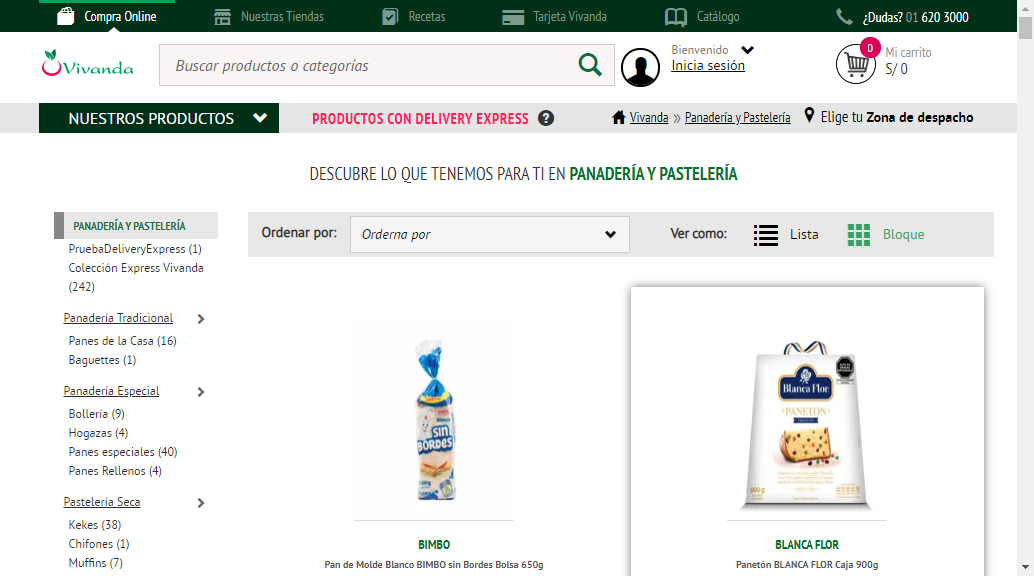 Compra Online
Nuestras Tiendas
Recetas
Tarjeta Vivanda
Catálogo
¿Dudas? 01 620 3000
Vivanda
Buscar productos o categorías
Bienvenido
Inicia sesión
0
Mi carrito
S/ 0
NUESTROS PRODUCTOS
PRODUCTOS CON DELIVERY EXPRESS ?
Vivanda » Panadería y Pastelería
Elige tu Zona de despacho
DESCUBRE LO QUE TENEMOS PARA TI EN PANADERÍA Y PASTELERÍA
PANADERÍA Y PASTELERÍA
PruebaDeliveryExpress (1)
Colección Express Vivanda
(242)
Panadería Tradicional
Panes de la Casa (16)
Baguettes (1)
Panadería Especial
Bollería (9)
Hogazas (4)
Panes especiales (40)
Panes Rellenos (4)
Pastelería Seca
Kekes (38)
Chifones (1)
Muffins (7)
Ordenar por:
Orderna por
Ver como:
Lista
Bloque
SIN
BORDES
BIMBO
Pan de Molde Blanco BIMBO sin Bordes Bolsa 650g
Blanca Flor
PANETON
900 g
BLANCA FLOR
Panetón BLANCA FLOR Caja 900g